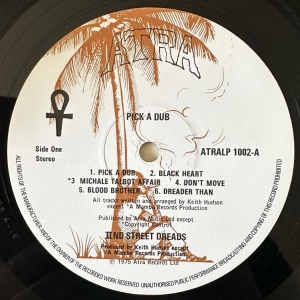 ATRA
PICK A DUB
Side One
Stereo
ATRALP 1002-A
1. PICK A DUB 2. BLACK HEART
*3 MICHALE TALBOT AFFAIR 4. DON'T MOVE
5. BLOOD BROTHER 6. DREADER THAN
All tracks written and arranged by Keith Hudson
except *A Mamba Records Production
Published by Atra Music and except
*Copyright Control
IIND STREET DREADS
Produced by Keith Hudson except
*A Mamba Records Production
℗ 1975 Atra Records Ltd
ALL RIGHTS OF THE MANUFACTURER AND OF THE OWNER OF THE RECORDED WORK RESERVED UNAUTHORISED PUBLIC PERFORMANCE BROADCASTING AND COPYING OF THIS RECORD PROHIBITED